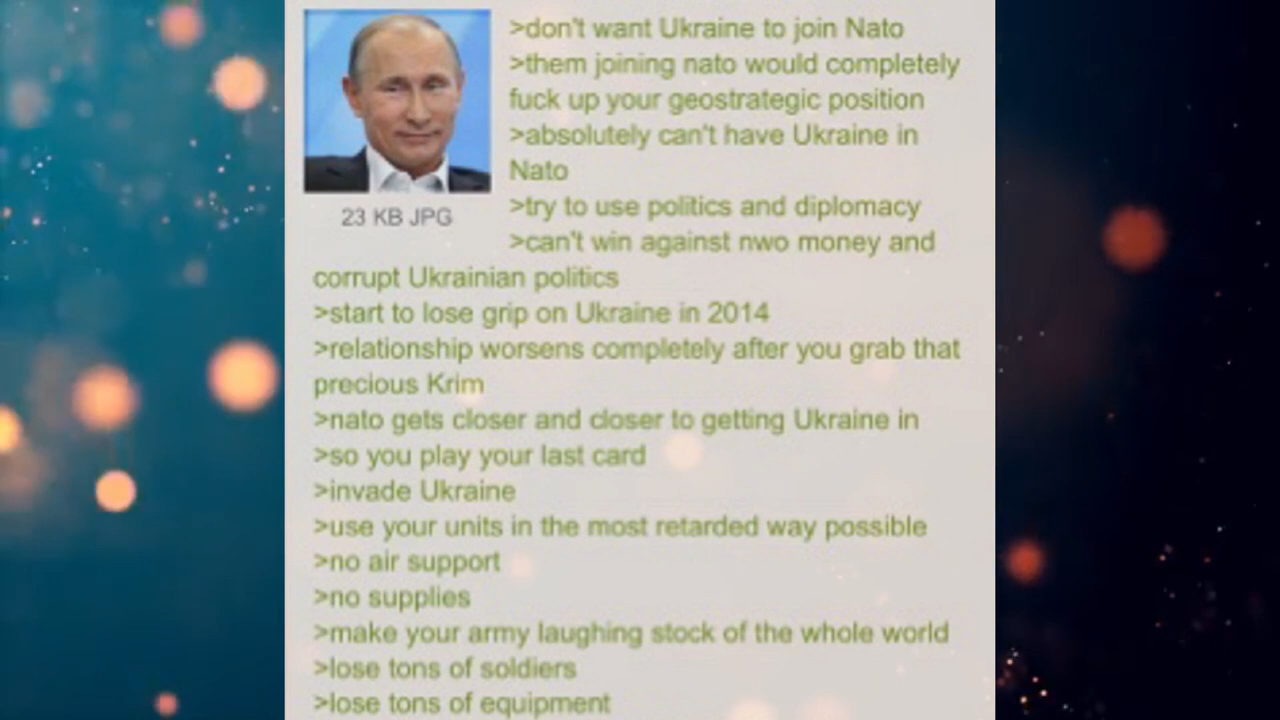 >don't want Ukraine to join Nato
>them joining nato would completely
fuck up your geostrategic position
>absolutely can't have Ukraine in
Nato
>try to use politics and diplomacy
23 KB JPG
>can't win against nwo money and
corrupt Ukrainian politics
>start to lose grip on Ukraine in 2014
>relationship worsens completely after you grab that
precious Krim
>nato gets closer and closer to getting Ukraine in
>so you play your last card
>invade Ukraine
>use your units in the most retarded way possible
>no air support
>no supplies
>make your army laughing stock of the whole world
>lose tons of soldiers
>lose tons of equipment